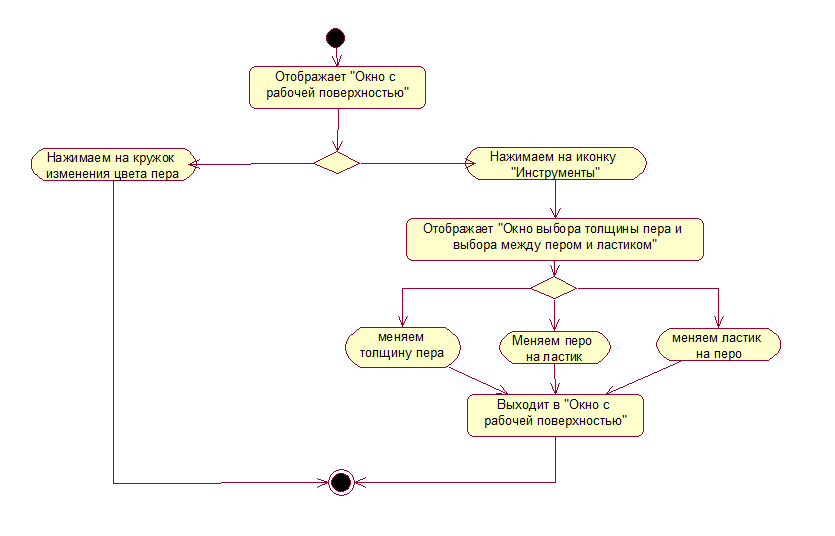 Отображает "Окно с
рабочей поверхностью"
Нажимаем на кружок
изменения цвета пера
Нажимаем на иконку
"Инструменты"
Отображает "Окно выбора толщины пера и
выбора между пером и ластиком"
меняем
толщину пера
Меняем перо
на ластик
меняем ластик
на перо
Выходит в "Окно с
рабочей поверхностью"